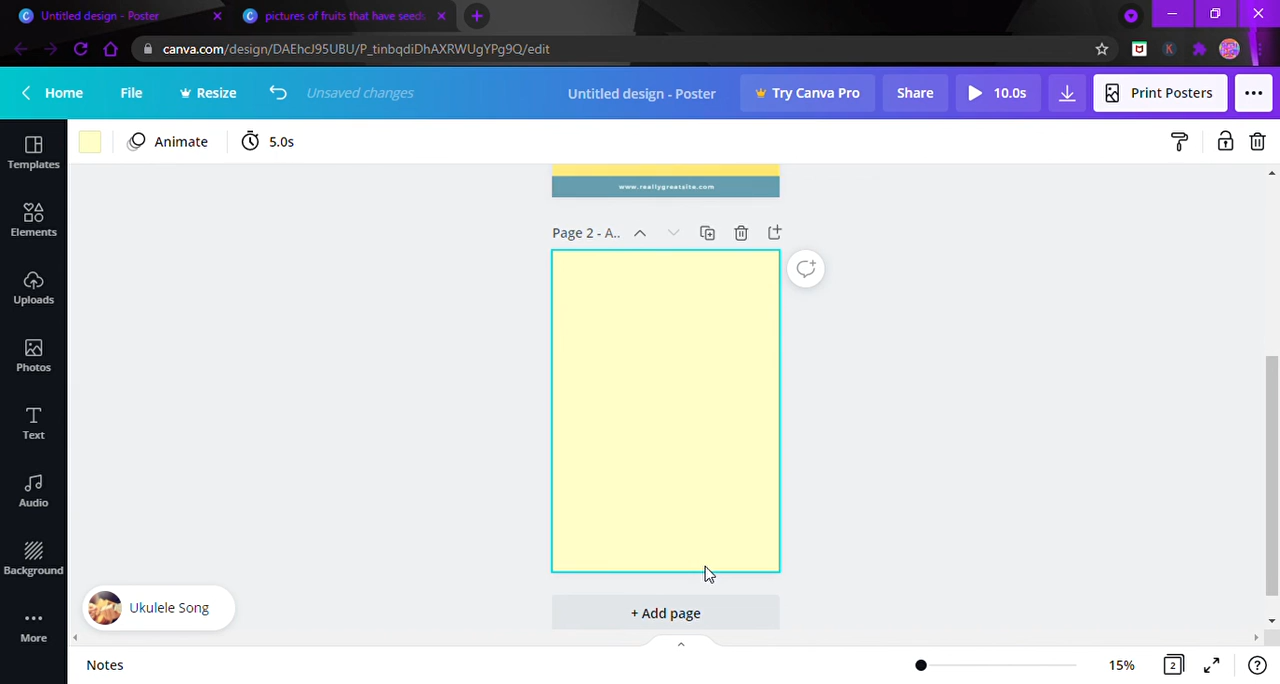 Untitled design - Poster
pictures of fruits that have seeds
canva.com/design/DAEhcJ95UBU/P_tinbqdiDhAXRWUgYPg9Q/edit
Home File Resize Unsaved changes Untitled design - Poster Try Canva Pro Share 10.0s Print Posters
Animate 5.0s
Templates
Elements
Uploads
Photos
Text
Audio
Background
More
www.reallygreatsite.com
Page 2 - A..
+ Add page
Ukulele Song
Notes 15% 2